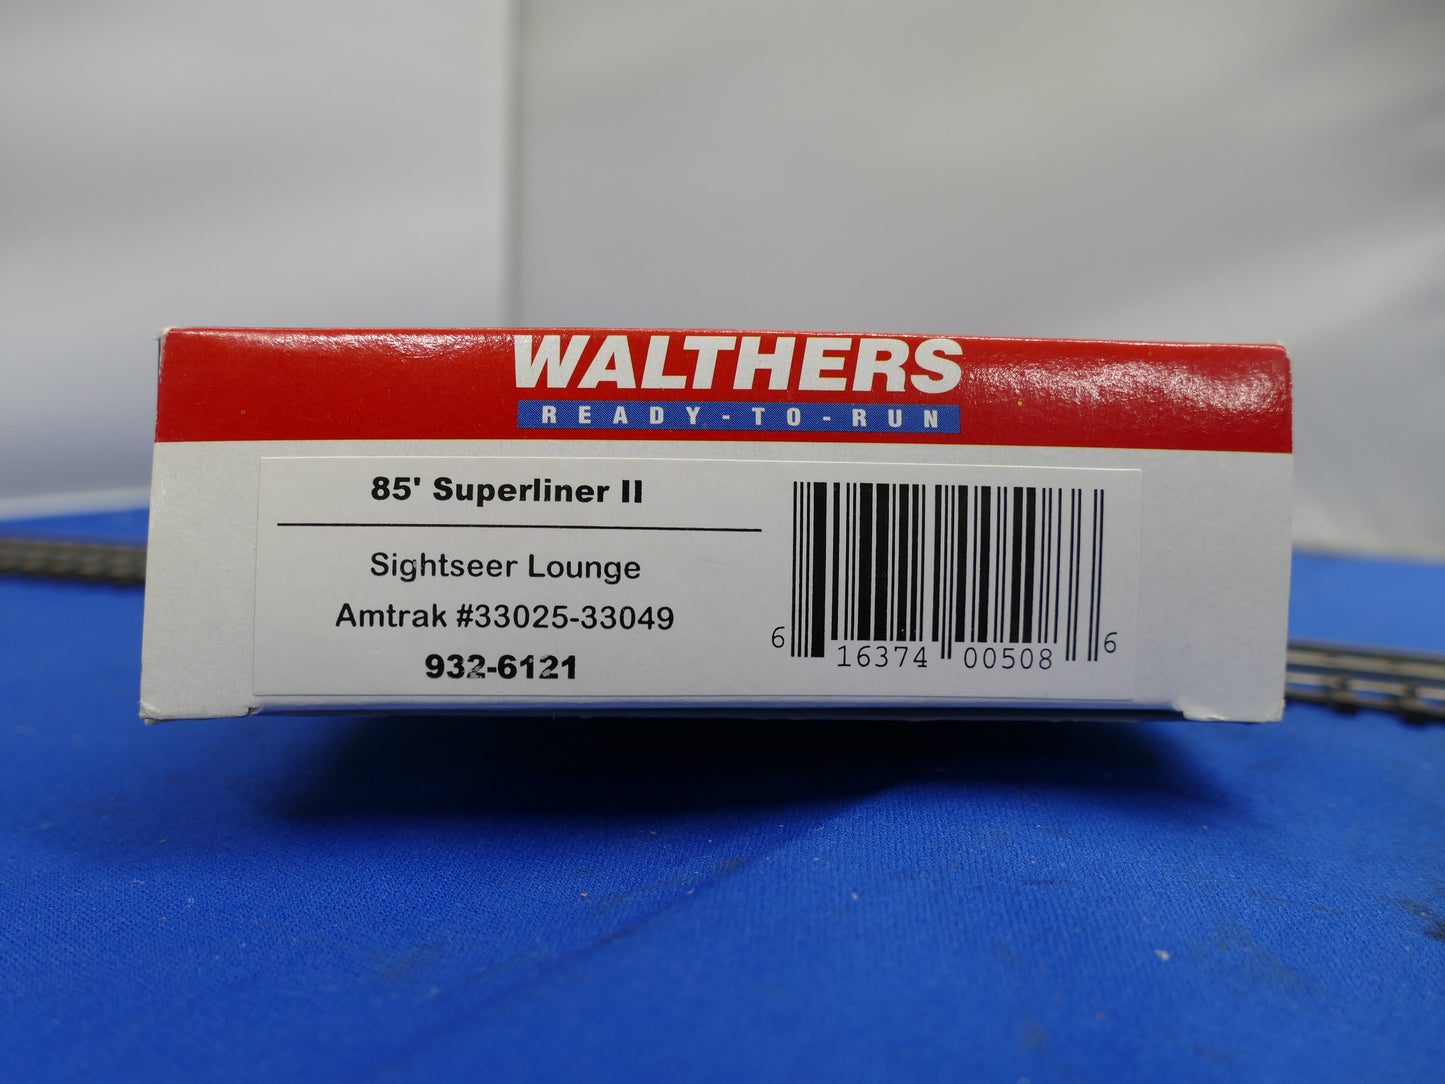 WALTHERS
READY-TO-RUN
85' Superliner II
Sightseer Lounge
Amtrak #33025-33049
932-6121
6 16374 00508 6